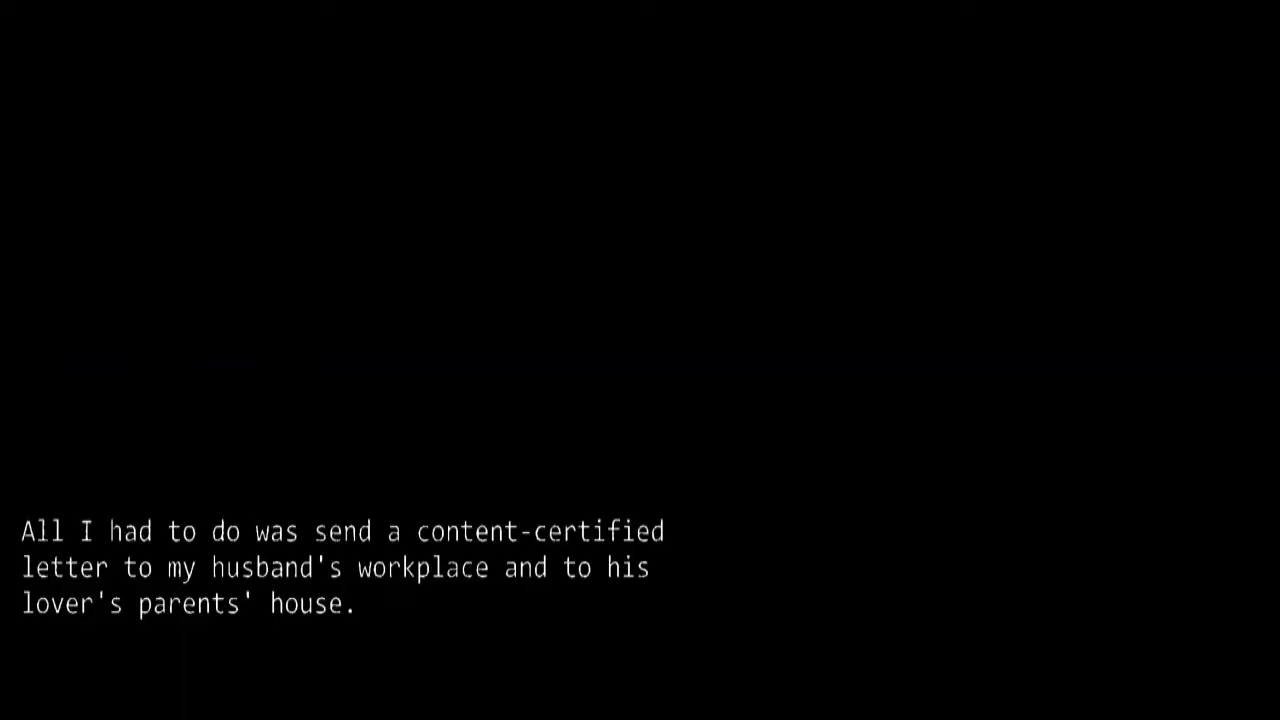 All I had to do was send a content-certified
letter to my husband's workplace and to his
lover's parents' house.